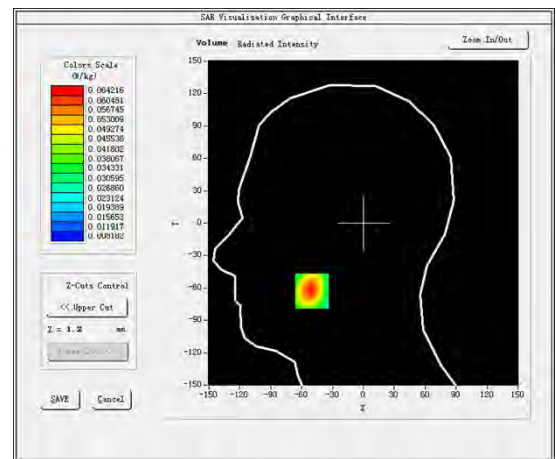 SAR Visualisation Graphical Interface
Volume Radiated Intensity
Zoom In/Out
Colors Scale
(W/kg)
0.064216
0.060481
0.056745
0.053009
0.049274
0.045538
0.041802
0.038067
0.034331
0.030595
0.026860
0.023124
0.019389
0.015653
0.011917
0.008182
150
90
30
0
-30
-60
-90
-120
-150
-150 -120 -90 -60 -30 0 30 60 90 120 150
Z-Cuts Control
<< Upper Cut
Z = 1.2 mm
SAVE
Cancel